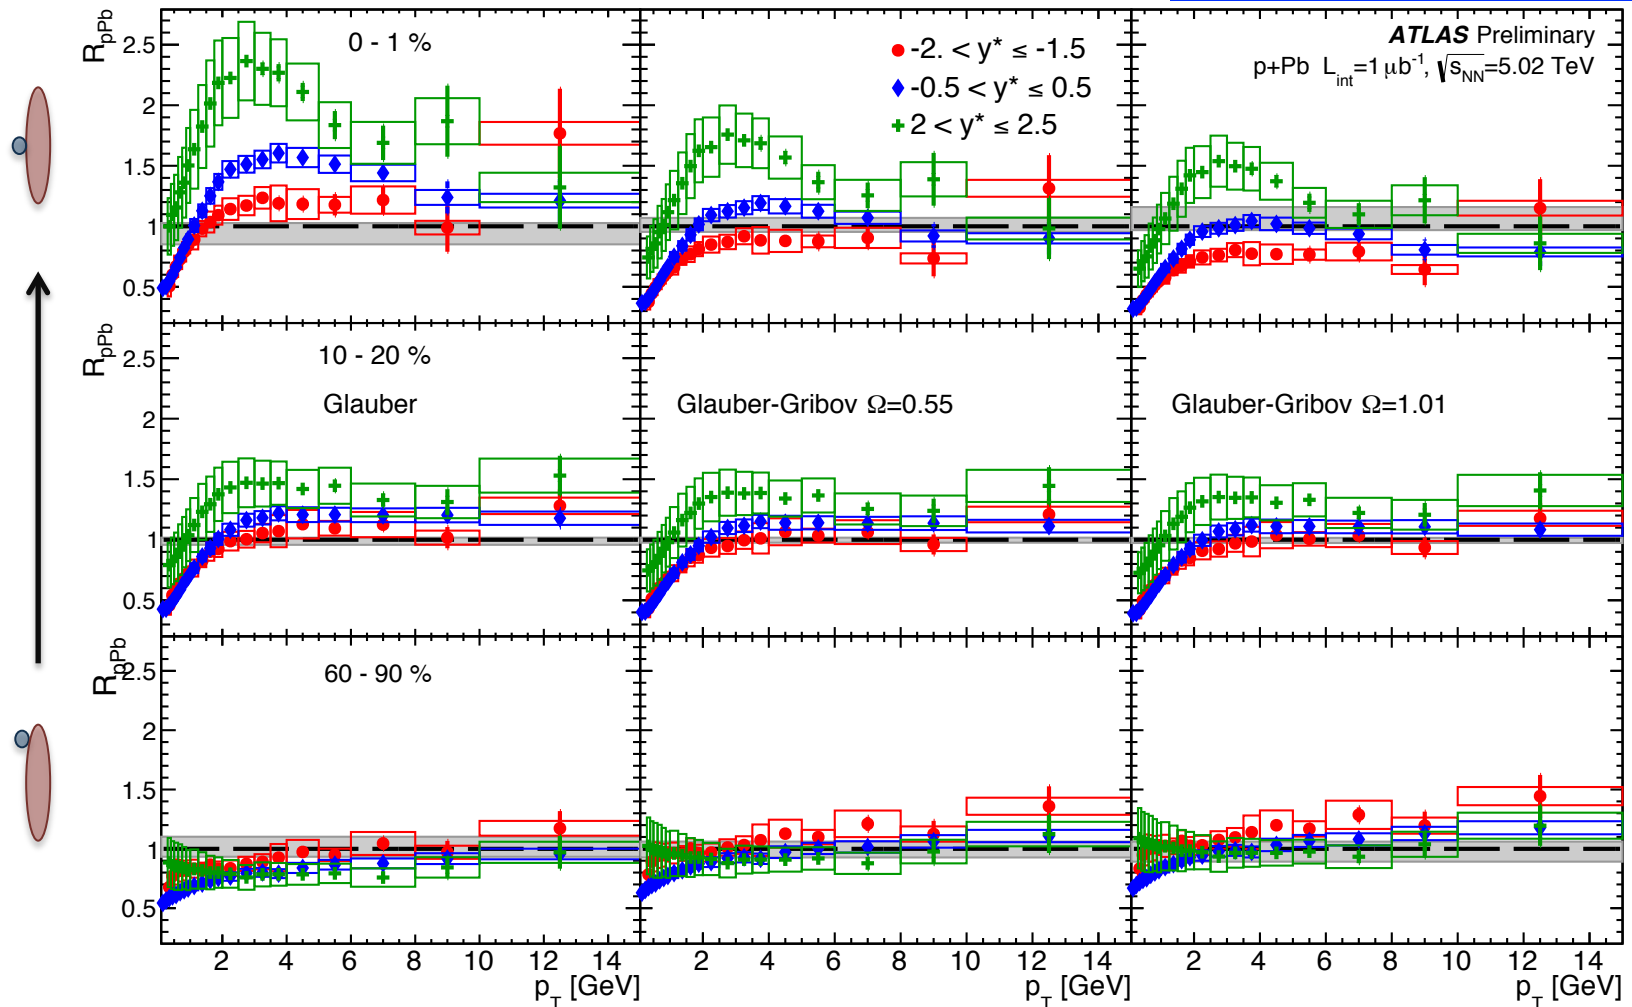 R_pPb
2.5
2
1.5
1
0.5
0 - 1 %
-2. < y* ≤ -1.5
-0.5 < y* ≤ 0.5
2 < y* ≤ 2.5
ATLAS Preliminary
p+Pb L_int=1 μb⁻¹, √s_NN=5.02 TeV
R_pPb
2.5
2
1.5
1
0.5
10 - 20 %
Glauber
Glauber-Gribov Ω=0.55
Glauber-Gribov Ω=1.01
R_pPb
2.5
2
1.5
1
0.5
60 - 90 %
2 4 6 8 10 12 14
2 4 6 8 10 12 14
2 4 6 8 10 12 14
p_T [GeV]
p_T [GeV]
p_T [GeV]